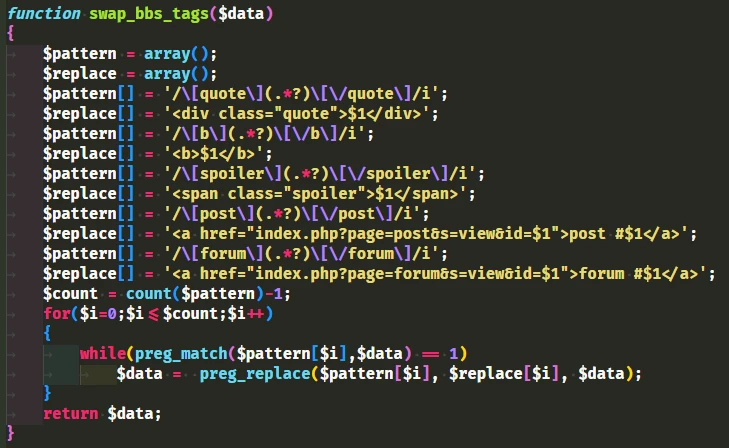 function swap_bbs_tags($data)
{
    $pattern = array();
    $replace = array();
    $pattern[] = '/\[quote\](.*?)\[\/quote\]/i';
    $replace[] = '<div class="quote">$1</div>';
    $pattern[] = '/\[b\](.*?)\[\/b\]/i';
    $replace[] = '<b>$1</b>';
    $pattern[] = '/\[spoiler\](.*?)\[\/spoiler\]/i';
    $replace[] = '<span class="spoiler">$1</span>';
    $pattern[] = '/\[post\](.*?)\[\/post\]/i';
    $replace[] = '<a href="index.php?page=post&s=view&id=$1">post #$1</a>';
    $pattern[] = '/\[forum\](.*?)\[\/forum\]/i';
    $replace[] = '<a href="index.php?page=forum&s=view&id=$1">forum #$1</a>';
    $count = count($pattern)-1;
    for($i=0;$i<=$count;$i++)
    {
        while(preg_match($pattern[$i],$data) == 1)
            $data =  preg_replace($pattern[$i], $replace[$i], $data);
    }
    return $data;
}